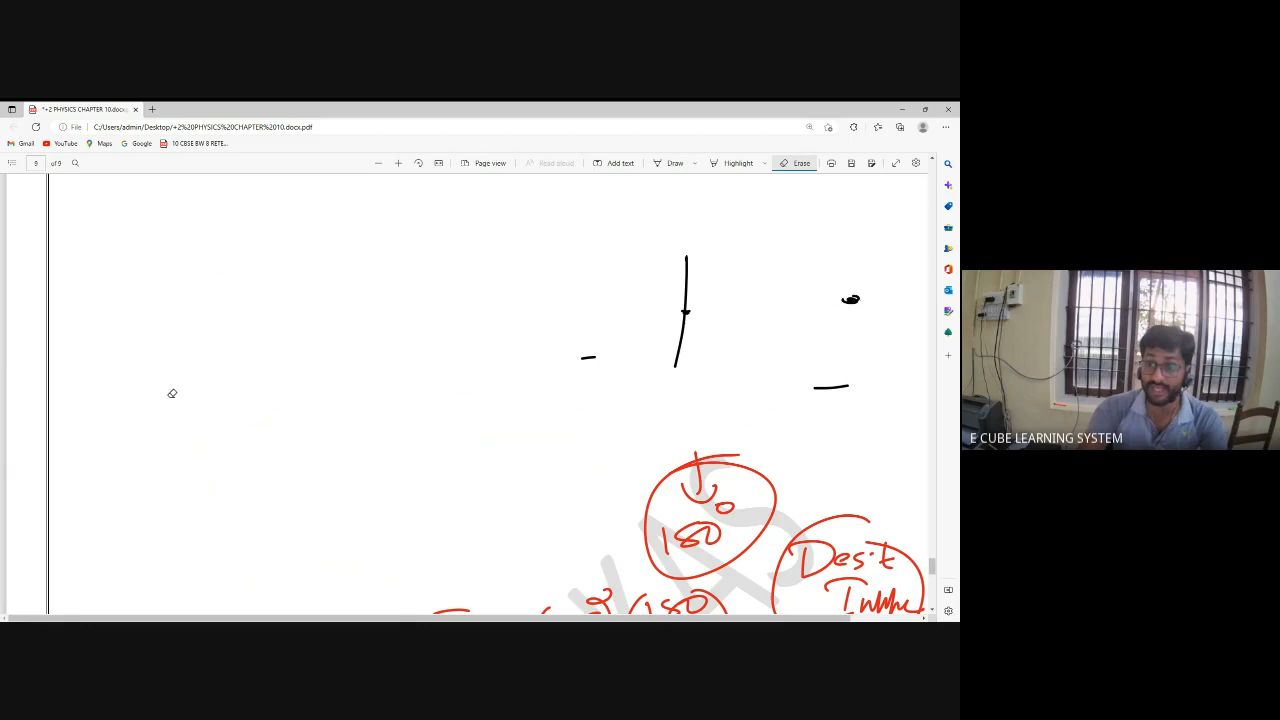 *+2 PHYSICS CHAPTER 10.docx.p
File
C:/Users/admin/Desktop/+2%20PHYSICS%20CHAPTER%2010.docx.pdf
Gmail
YouTube
Maps
Google
10 CBSE BW 8 RETE...
9
of 9
Page view
Read aloud
Add text
Draw
Highlight
Erase
180
E CUBE LEARNING SYSTEM
(180